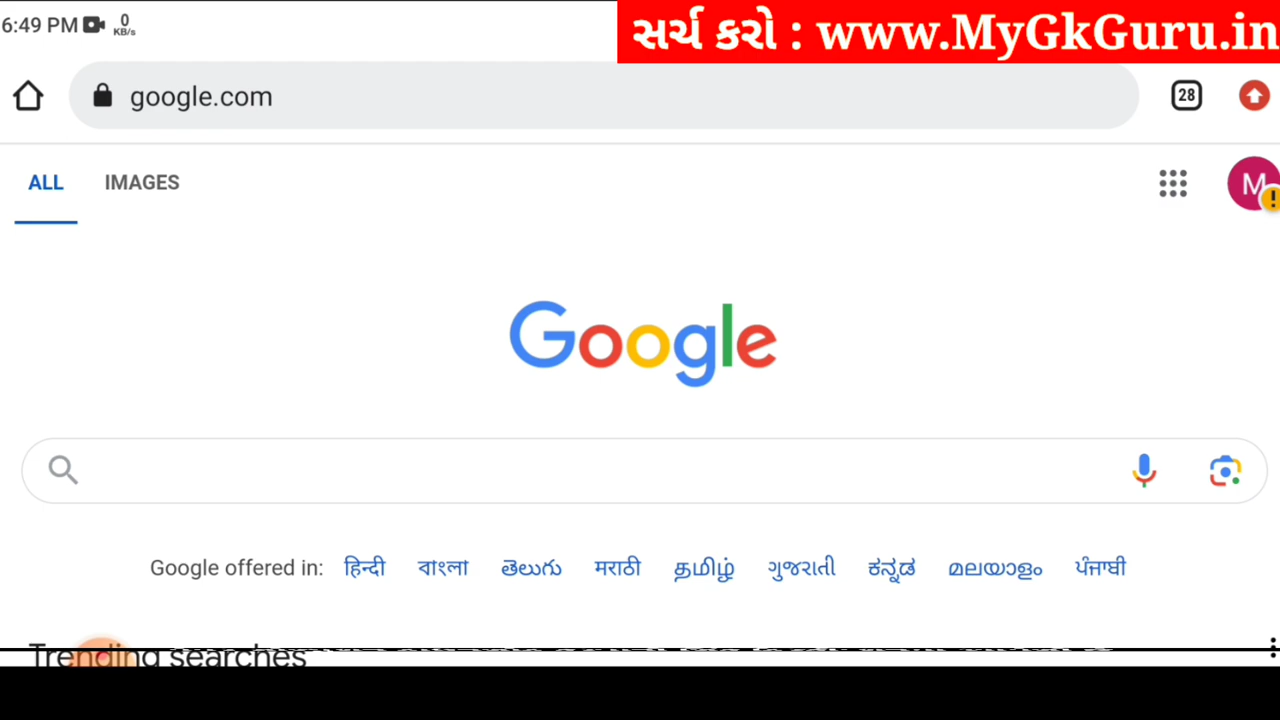 6:49 PM 0 KB/s
સર્ચ કરો : www.MyGkGuru.in
google.com
28
ALL IMAGES
M
Google
Google offered in: हिन्दी বাংলা తెలుగు मराठी தமிழ் ગુજરાતી ಕನ್ನಡ മലയാളം ਪੰਜਾਬੀ
Trending searches